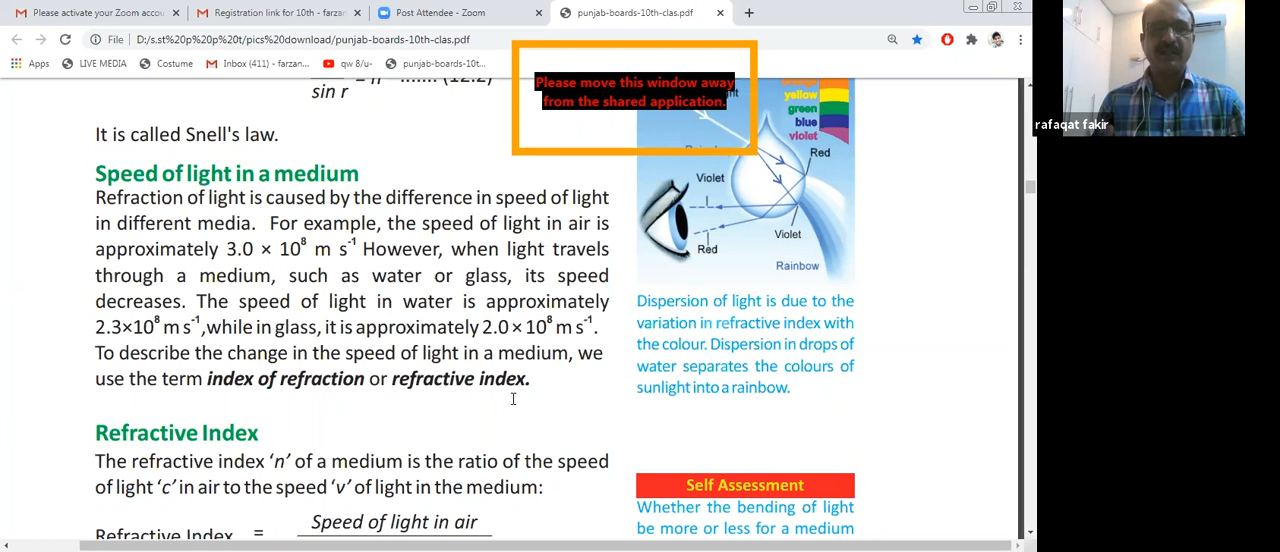 Please activate your Zoom accou
Registration link for 10th - farzar
Post Attendee - Zoom
punjab-boards-10th-clas.pdf
File
D:/s.st%20p%20p%20t/pics%20download/punjab-boards-10th-clas.pdf
Apps
LIVE MEDIA
Costume
Inbox (411) - farzan...
qw 8/u-
punjab-boards-10th...
Please move this window away
from the shared application.
sin r
(12.2)
It is called Snell's law.
Speed of light in a medium
Refraction of light is caused by the difference in speed of light
in different media. For example, the speed of light in air is
approximately 3.0 × 10⁸ m s⁻¹ However, when light travels
through a medium, such as water or glass, its speed
decreases. The speed of light in water is approximately
2.3×10⁸ m s⁻¹,while in glass, it is approximately 2.0 × 10⁸ m s⁻¹.
To describe the change in the speed of light in a medium, we
use the term index of refraction or refractive index.
Refractive Index
The refractive index ‘n’ of a medium is the ratio of the speed
of light ‘c’ in air to the speed ‘v’ of light in the medium:
Refractive Index = Speed of light in air
yellow
green
blue
violet
Red
Violet
Violet
Red
Rainbow
Dispersion of light is due to the
variation in refractive index with
the colour. Dispersion in drops of
water separates the colours of
sunlight into a rainbow.
Self Assessment
Whether the bending of light
be more or less for a medium
rafaqat fakir